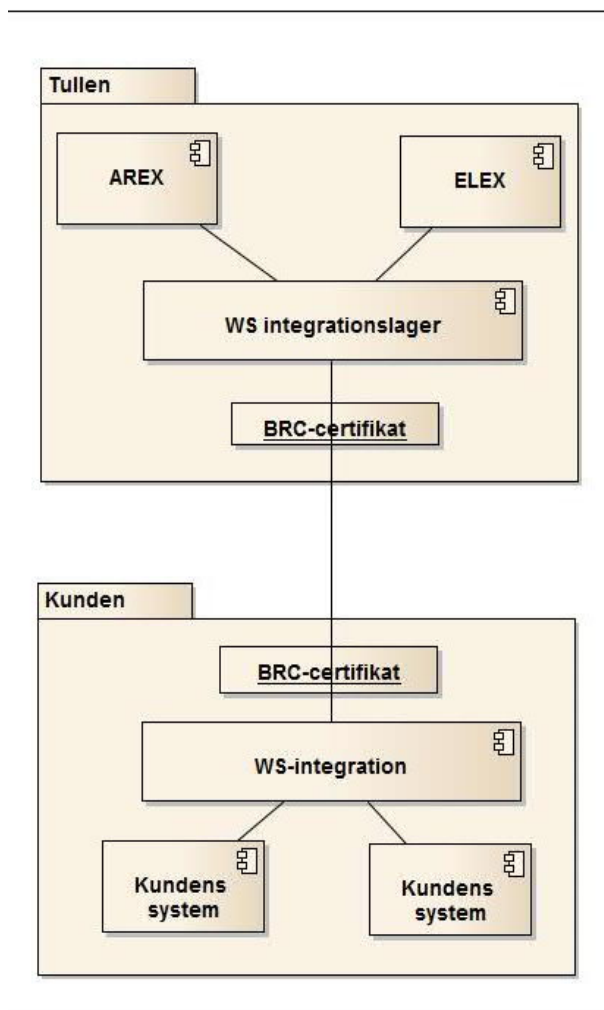 Tullen
AREX
ELEX
WS integrationslager
BRC-certifikat
Kunden
BRC-certifikat
WS-integration
Kundens
system
Kundens
system